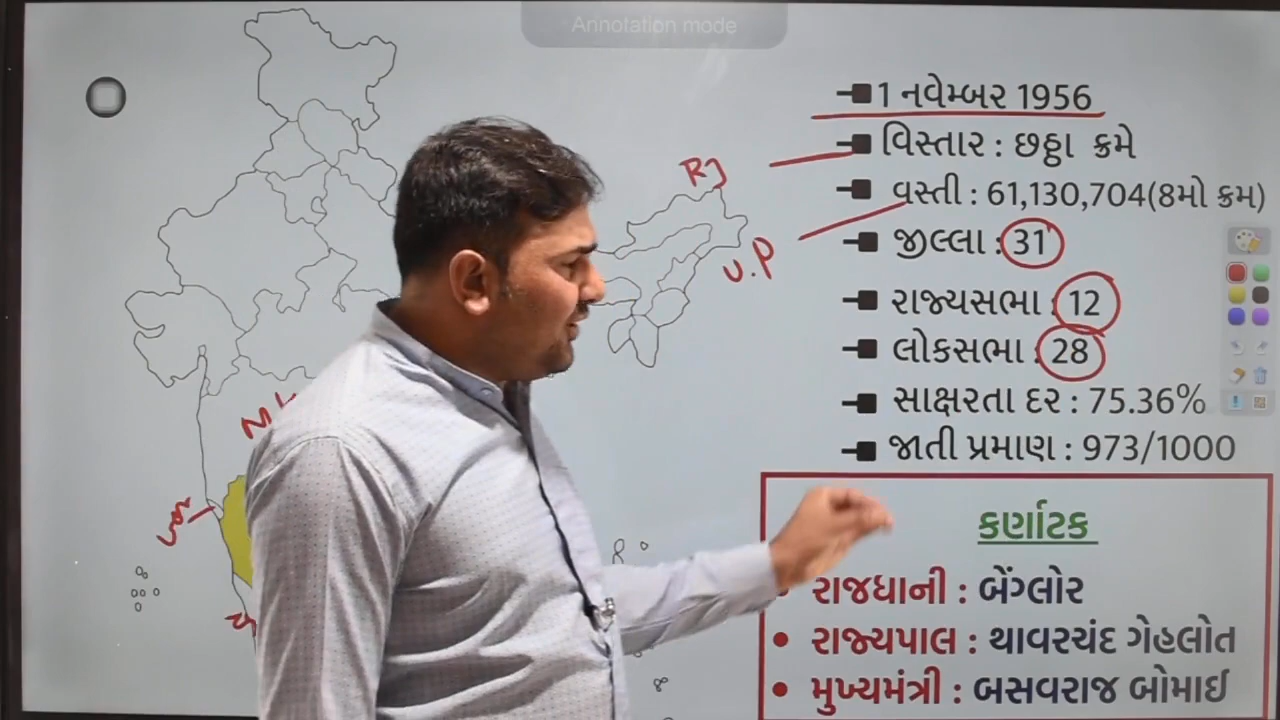 Annotation mode
1 નવેમ્બર 1956
વિસ્તાર : છઠ્ઠા ક્રમે
વસ્તી : 61,130,704(8મો ક્રમ)
જીલ્લા : 31
રાજ્યસભા : 12
લોકસભા : 28
સાક્ષરતા દર : 75.36%
જાતી પ્રમાણ : 973/1000
RJ
U.P
કર્ણાટક
રાજધાની : બેંગ્લોર
રાજ્યપાલ : થાવરચંદ ગેહલોત
મુખ્યમંત્રી : બસવરાજ બોમાઈ